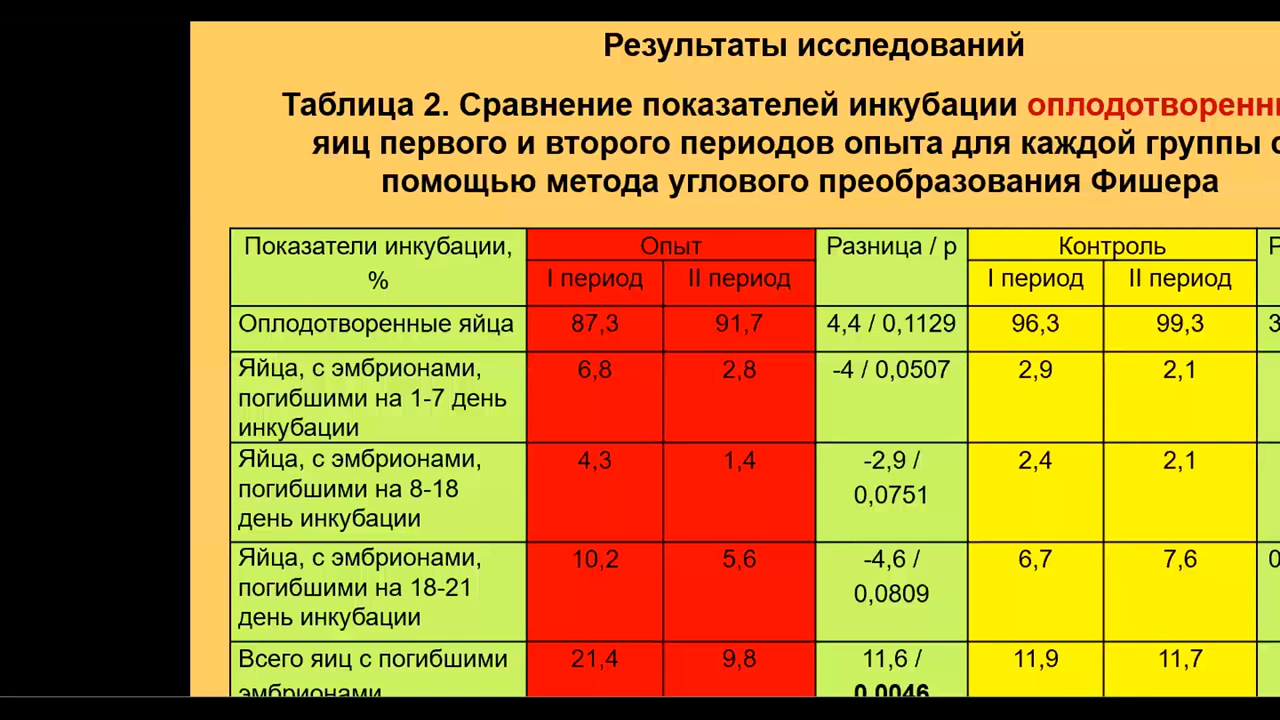 Результаты исследований
Таблица 2. Сравнение показателей инкубации
яиц первого и второго периодов опыта для каждой группы
помощью метода углового преобразования Фишера
Показатели инкубации, Опыт Разница / р Контроль
% I период II период I период II период
Оплодотворенные яйца 87,3 91,7 4,4 / 0,1129 96,3 99,3
Яйца, с эмбрионами, 6,8 2,8 -4 / 0,0507 2,9 2,1
погибшими на 1-7 день
инкубации
Яйца, с эмбрионами, 4,3 1,4 -2,9 / 2,4 2,1
погибшими на 8-18 0,0751
день инкубации
Яйца, с эмбрионами, 10,2 5,6 -4,6 / 6,7 7,6
погибшими на 18-21 0,0809
день инкубации
Всего яиц с погибшими 21,4 9,8 11,6 / 11,9 11,7
эмбрионами 0,0046